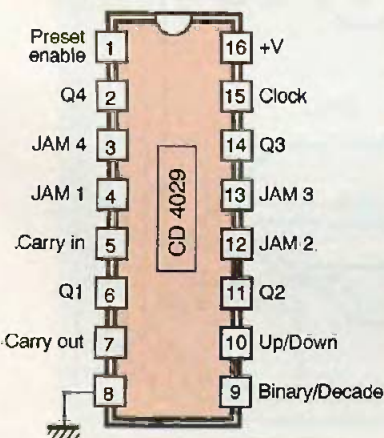 Preset
enable
1
16
+V
Q4
2
15
Clock
JAM 4
3
14
Q3
JAM 1
4
13
JAM 3
Carry in
5
12
JAM 2
Q1
6
11
Q2
Carry out
7
10
Up/Down
8
9
Binary/Decade
CD 4029